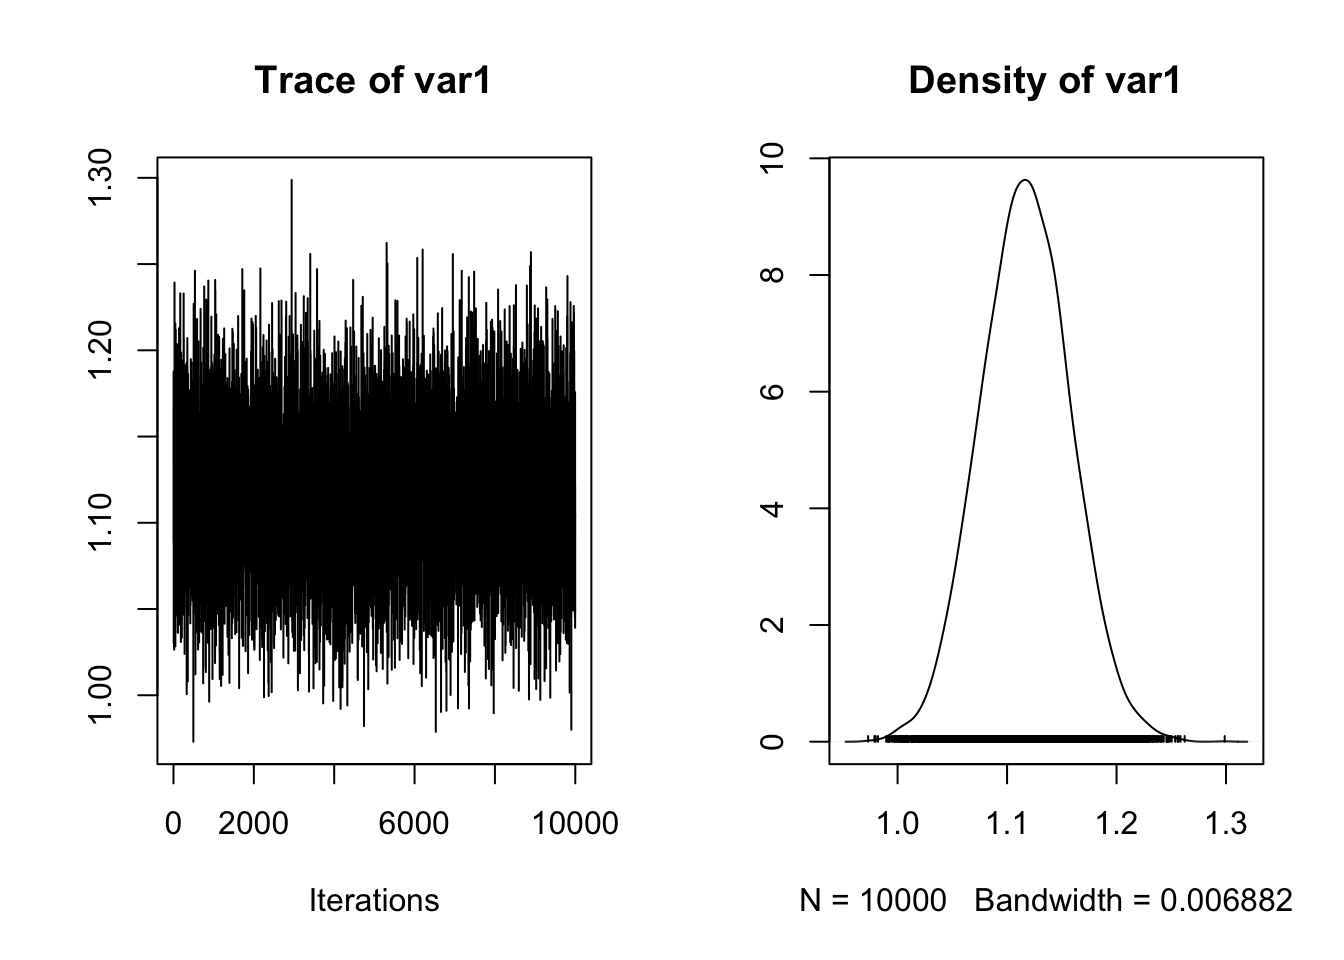 Trace of var1
1.30
1.20
1.10
1.00
0 2000 6000 10000
Iterations
Density of var1
10
8
6
4
2
0
1.0 1.1 1.2 1.3
N = 10000 Bandwidth = 0.006882